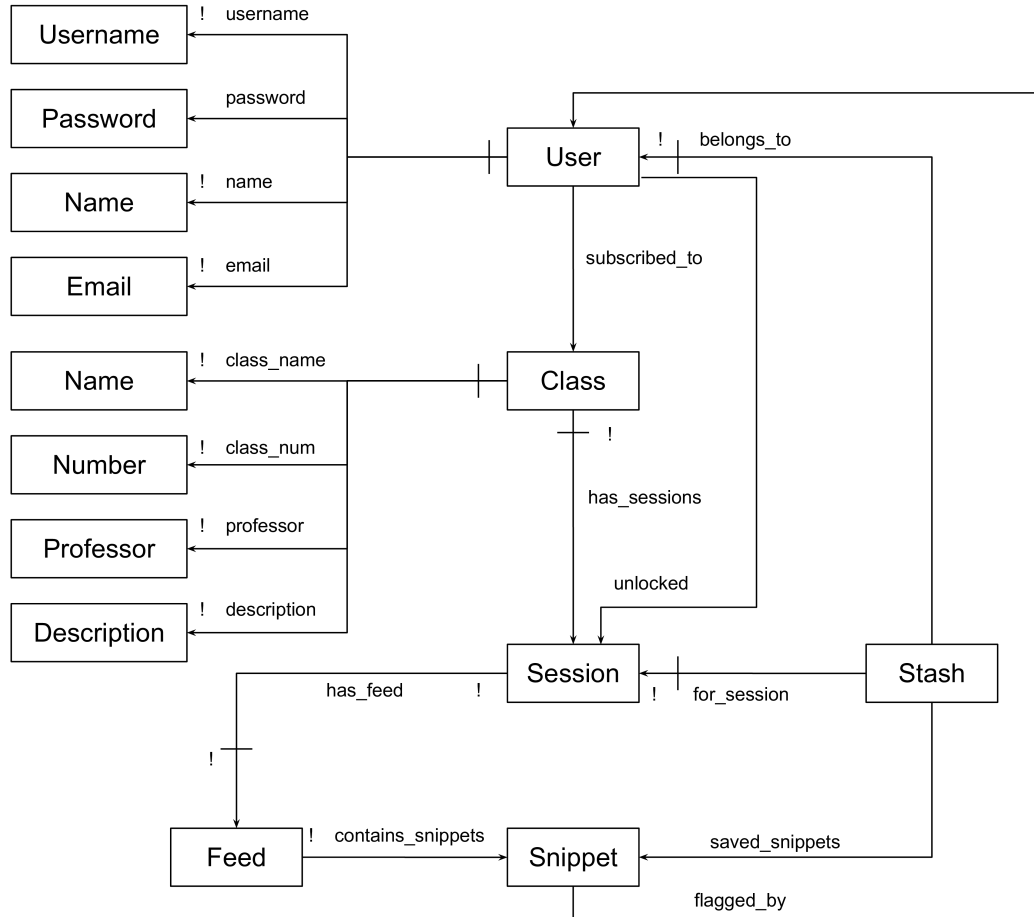 ! username
Username
password
Password
! name
Name
! email
Email
User
! belongs_to
subscribed_to
! class_name
Name
Class
! class_num
Number
!
has_sessions
! professor
Professor
unlocked
! description
Description
has_feed !
Session
! for_session
Stash
!
Feed
! contains_snippets
Snippet
saved_snippets
flagged_by